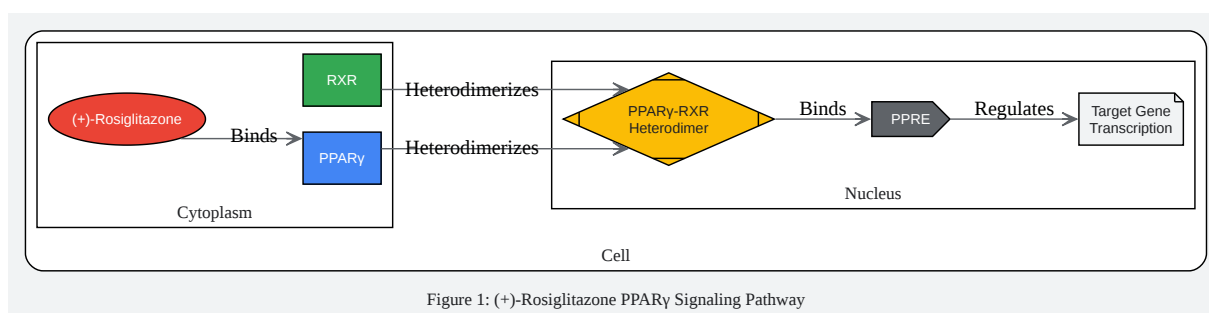 RXR
(+)-Rosiglitazone
Binds
PPARγ
Cytoplasm
Heterodimerizes
Heterodimerizes
PPARγ-RXR
Heterodimer
Binds
PPRE
Regulates
Target Gene
Transcription
Nucleus
Cell
Figure 1: (+)-Rosiglitazone PPARγ Signaling Pathway